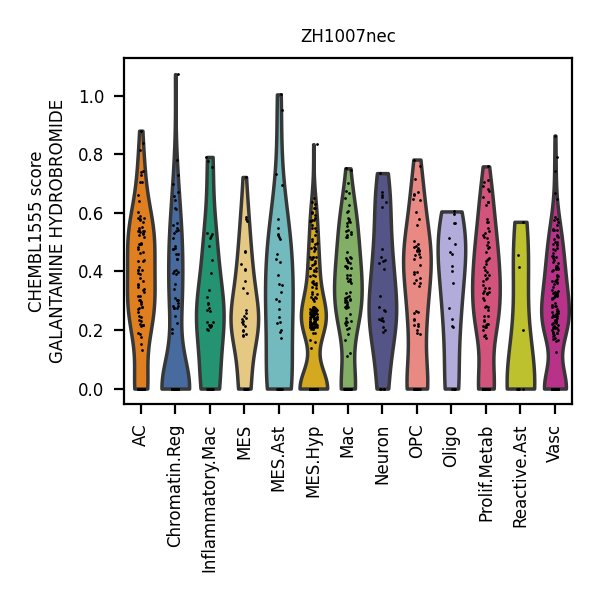 ZH1007nec
CHEMBL1555 score
GALANTAMINE HYDROBROMIDE
1.0
0.8
0.6
0.4
0.2
0.0
AC
Chromatin.Reg
Inflammatory.Mac
MES
MES.Ast
MES.Hyp
Mac
Neuron
OPC
Oligo
Prolif.Metab
Reactive.Ast
Vasc